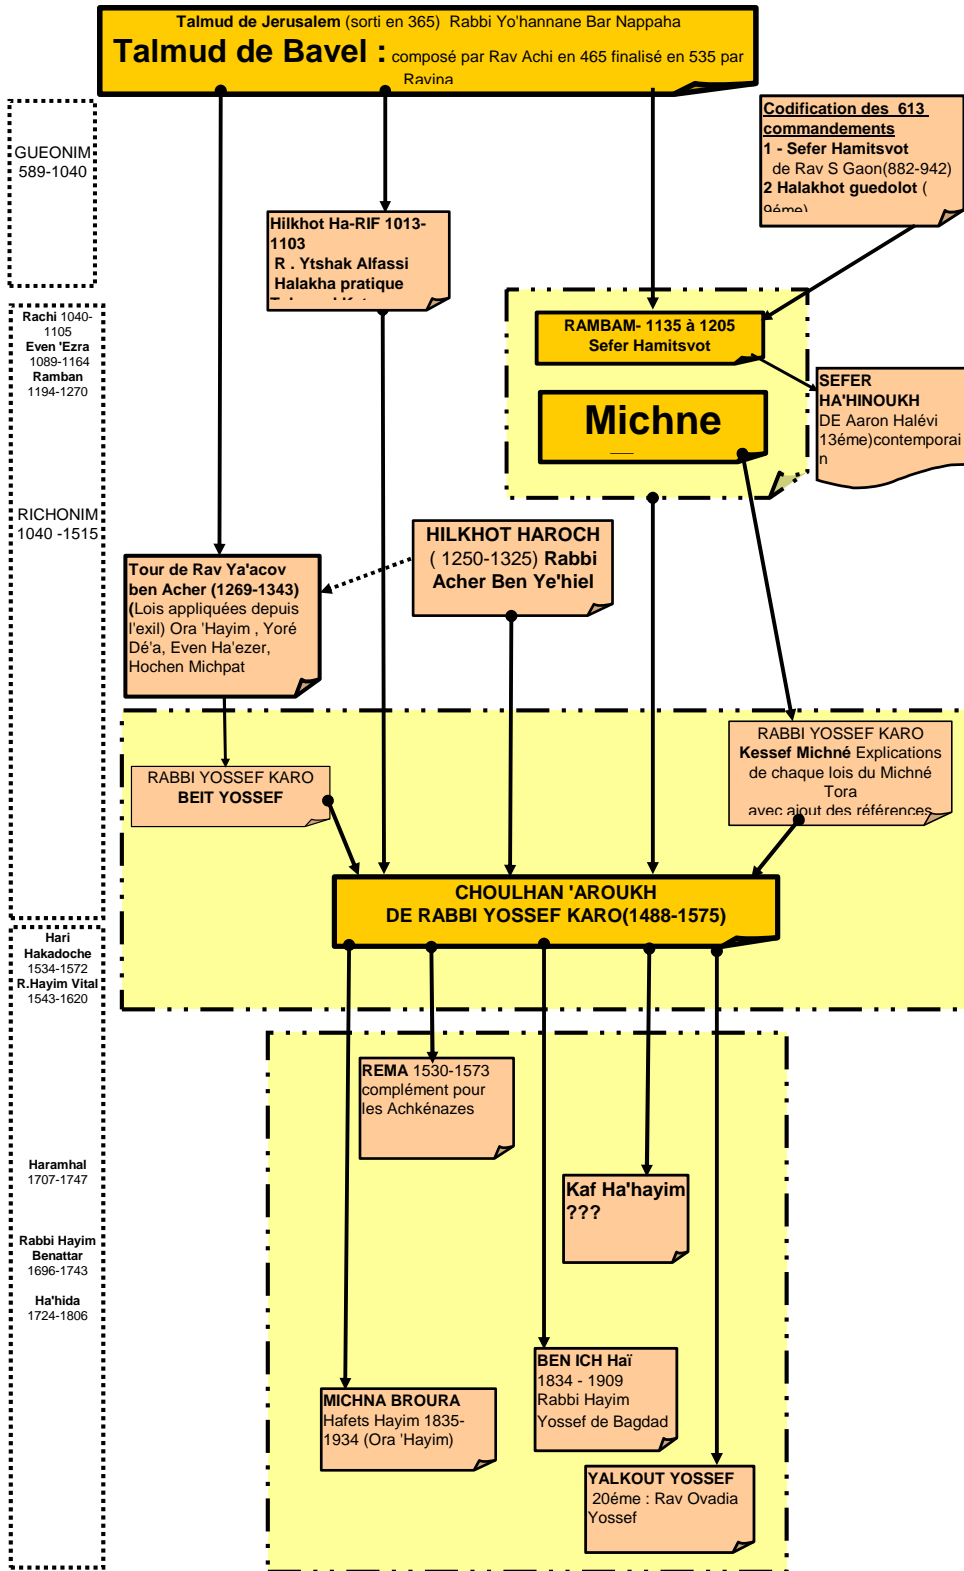 Talmud de Jerusalem (sorti en 365)  Rabbi Yo'hannane Bar Nappaha
Talmud de Bavel : composé par Rav Achi en 465 finalisé en 535 par
Ravina
GUEONIM
589-1040
Codification des 613
commandements
1 - Sefer Hamitsvot
de Rav S Gaon(882-942)
2 Halakhot guedolot (
9éme)
Hilkhot Ha-RIF 1013-
1103
R . Ytshak Alfassi
Halakha pratique
Rachi 1040-
1105
Even 'Ezra
1089-1164
Ramban
1194-1270
RAMBAM- 1135 à 1205
Sefer Hamitsvot
SEFER
HA'HINOUKH
DE Aaron Halévi
13éme)contemporai
n
Michne
RICHONIM
1040 -1515
HILKHOT HAROCH
( 1250-1325) Rabbi
Acher Ben Ye'hiel
Tour de Rav Ya'acov
ben Acher (1269-1343)
(Lois appliquées depuis
l'exil) Ora 'Hayim , Yoré
Dé'a, Even Ha'ezer,
Hochen Michpat
RABBI YOSSEF KARO
BEIT YOSSEF
RABBI YOSSEF KARO
Kessef Michné Explications
de chaque lois du Michné
Tora
avec ajout des références
CHOULHAN 'AROUKH
DE RABBI YOSSEF KARO(1488-1575)
Hari
Hakadoche
1534-1572
R.Hayim Vital
1543-1620
REMA 1530-1573
complément pour
les Achkénazes
Haramhal
1707-1747
Kaf Ha'hayim
???
Rabbi Hayim
Benattar
1696-1743
Ha'hida
1724-1806
BEN ICH Haï
1834 - 1909
Rabbi Hayim
Yossef de Bagdad
MICHNA BROURA
Hafets Hayim 1835-
1934 (Ora 'Hayim)
YALKOUT YOSSEF
20éme : Rav Ovadia
Yossef